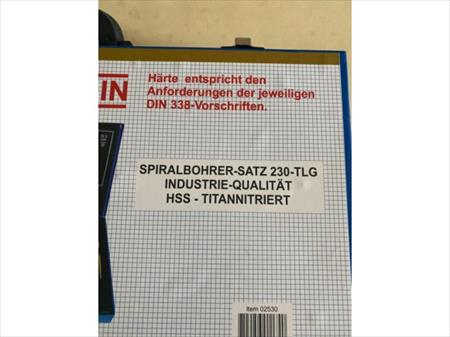 IN
Härte entspricht den
Anforderungen der jeweiligen
DIN 338-Vorschriften.
SPIRALBOHRER-SATZ 230-TLG
INDUSTRIE-QUALITÄT
HSS - TITANNITRIERT
Item 02530